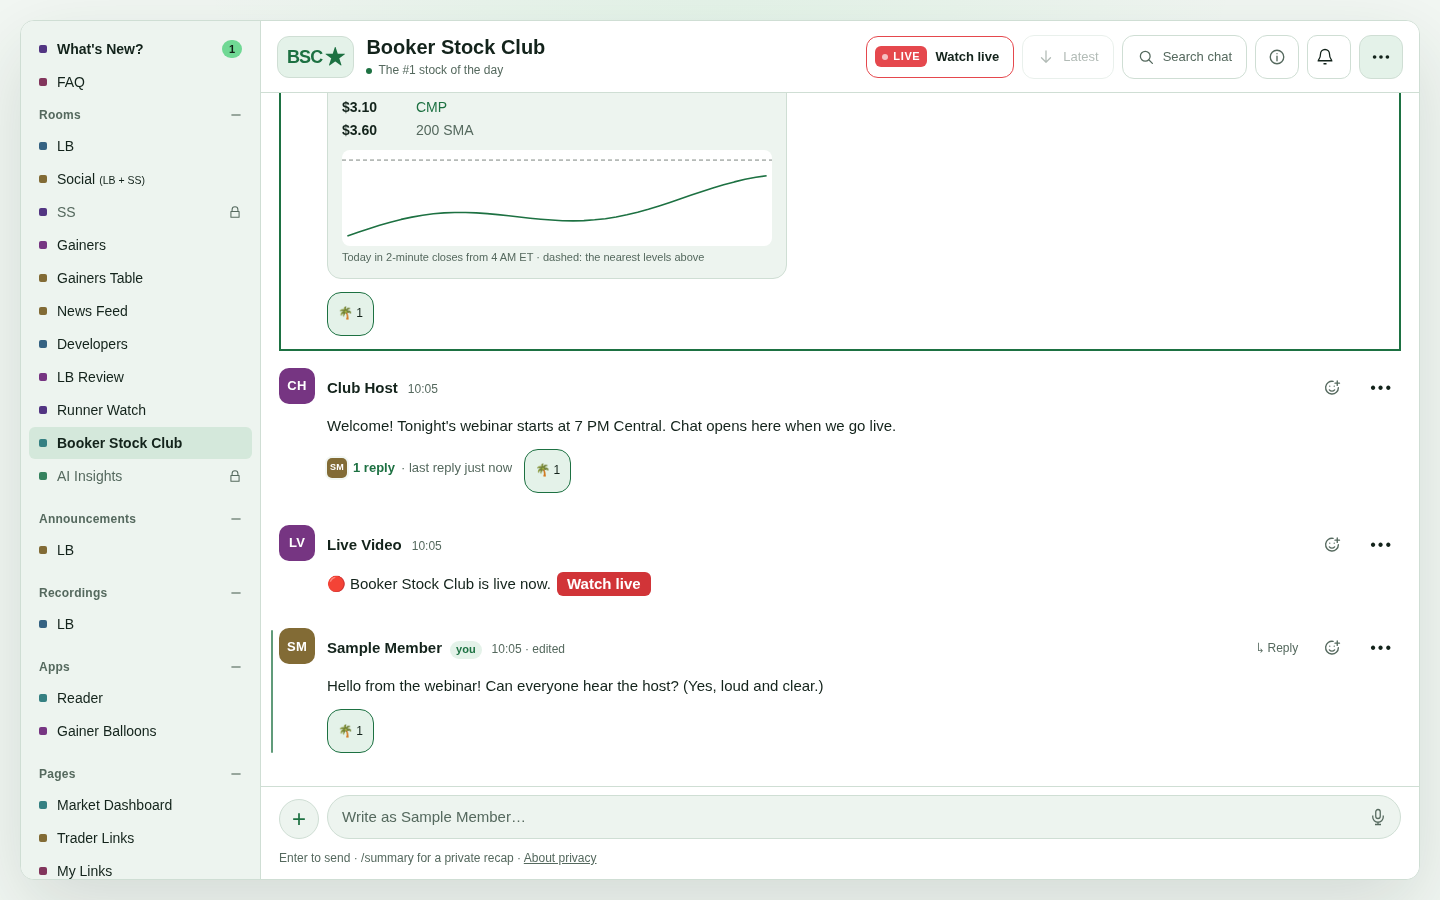 What's New?
1
FAQ
Rooms
LB
Social (LB + SS)
SS
Gainers
Gainers Table
News Feed
Developers
LB Review
Runner Watch
Booker Stock Club
AI Insights
Announcements
LB
Recordings
LB
Apps
Reader
Gainer Balloons
Pages
Market Dashboard
Trader Links
My Links
BSC★
Booker Stock Club
The #1 stock of the day
LIVE Watch live
Latest
Search chat
$3.10 CMP
$3.60 200 SMA
Today in 2-minute closes from 4 AM ET · dashed: the nearest levels above
🌴 1
CH
Club Host 10:05
Welcome! Tonight's webinar starts at 7 PM Central. Chat opens here when we go live.
SM 1 reply · last reply just now 🌴 1
LV
Live Video 10:05
🔴 Booker Stock Club is live now. Watch live
SM
Sample Member you 10:05 · edited
↳ Reply
Hello from the webinar! Can everyone hear the host? (Yes, loud and clear.)
🌴 1
+
Write as Sample Member…
Enter to send · /summary for a private recap · About privacy